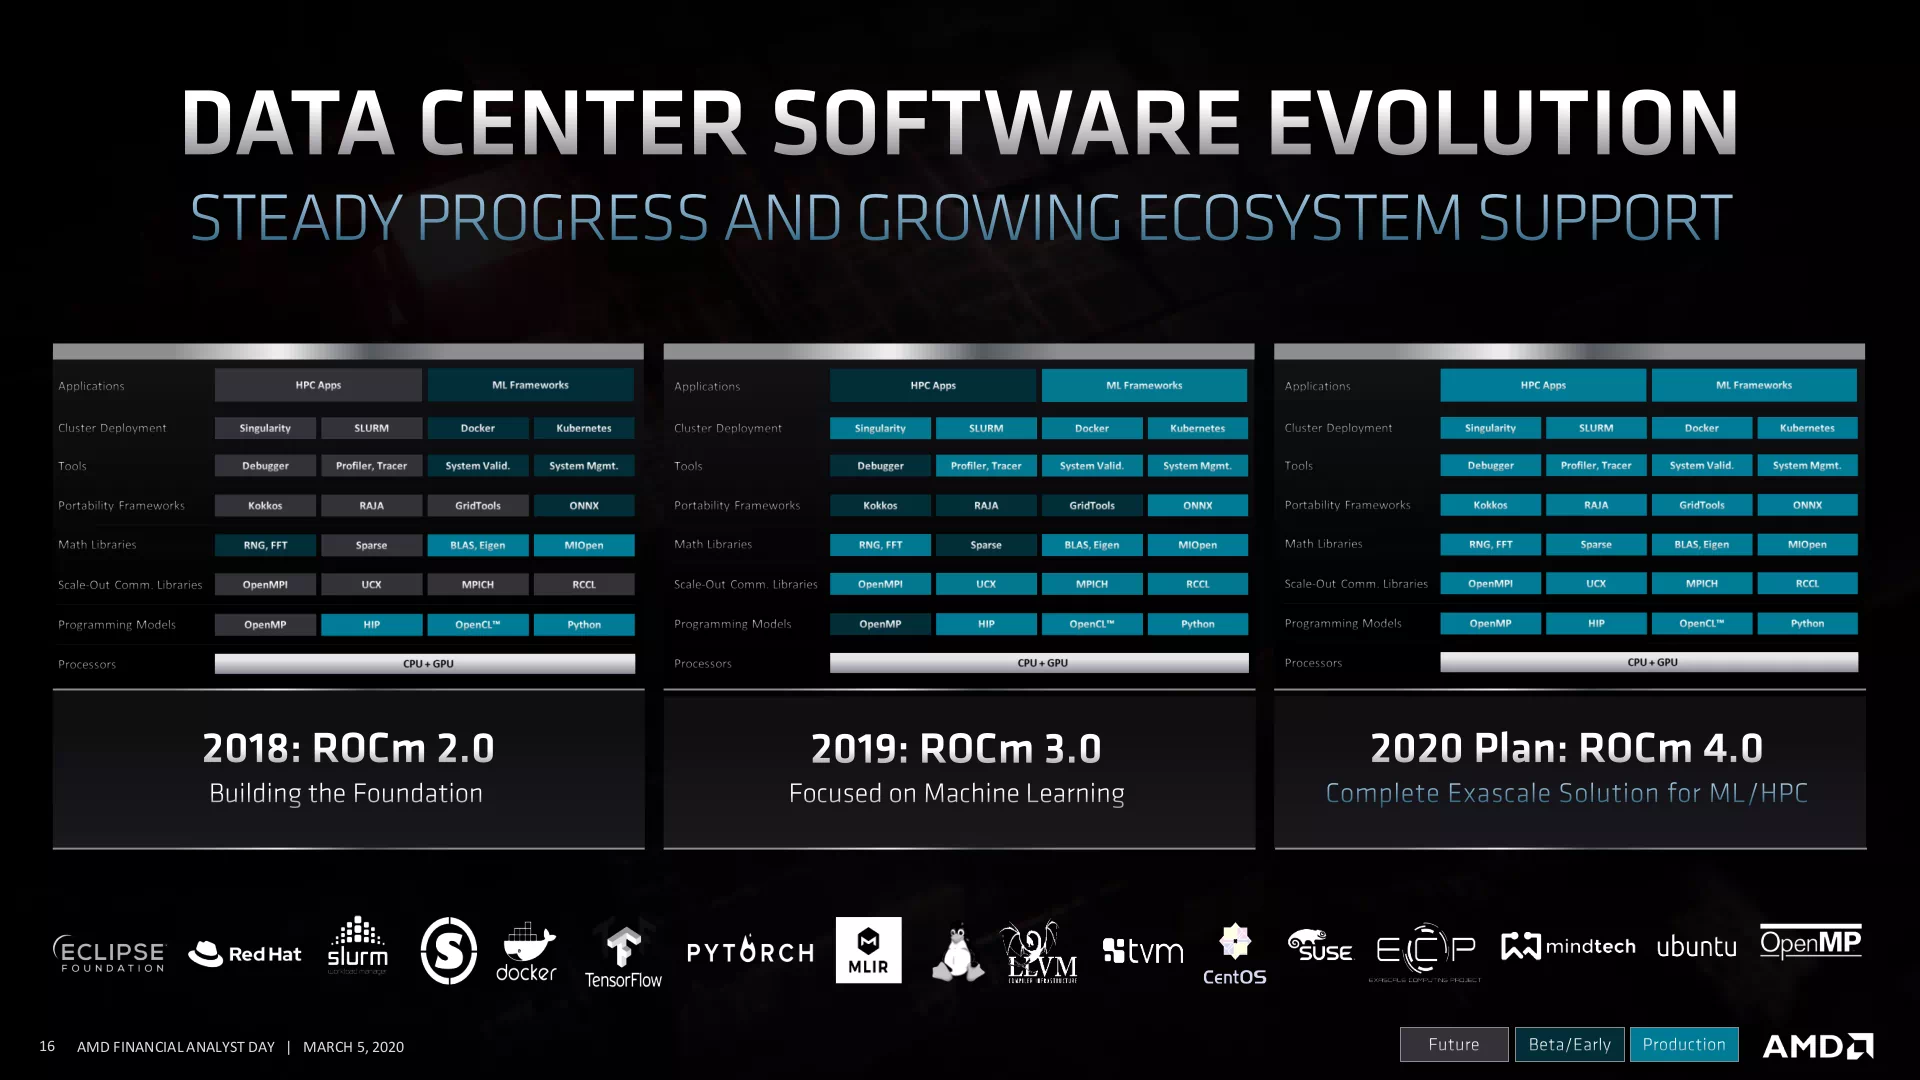 DATA CENTER SOFTWARE EVOLUTION
STEADY PROGRESS AND GROWING ECOSYSTEM SUPPORT
Applications HPC Apps ML Frameworks
Cluster Deployment Singularity SLURM Docker Kubernetes
Tools Debugger Profiler, Tracer System Valid. System Mgmt.
Portability Frameworks Kokkos RAJA GridTools ONNX
Math Libraries RNG, FFT Sparse BLAS, Eigen MIOpen
Scale-Out Comm. Libraries OpenMPI UCX MPICH RCCL
Programming Models OpenMP HIP OpenCL™ Python
Processors CPU + GPU
2018: ROCm 2.0
Building the Foundation
Applications HPC Apps ML Frameworks
Cluster Deployment Singularity SLURM Docker Kubernetes
Tools Debugger Profiler, Tracer System Valid. System Mgmt.
Portability Frameworks Kokkos RAJA GridTools ONNX
Math Libraries RNG, FFT Sparse BLAS, Eigen MIOpen
Scale-Out Comm. Libraries OpenMPI UCX MPICH RCCL
Programming Models OpenMP HIP OpenCL™ Python
Processors CPU + GPU
2019: ROCm 3.0
Focused on Machine Learning
Applications HPC Apps ML Frameworks
Cluster Deployment Singularity SLURM Docker Kubernetes
Tools Debugger Profiler, Tracer System Valid. System Mgmt.
Portability Frameworks Kokkos RAJA GridTools ONNX
Math Libraries RNG, FFT Sparse BLAS, Eigen MIOpen
Scale-Out Comm. Libraries OpenMPI UCX MPICH RCCL
Programming Models OpenMP HIP OpenCL™ Python
Processors CPU + GPU
2020 Plan: ROCm 4.0
Complete Exascale Solution for ML/HPC
ECLIPSE
FOUNDATION
Red Hat
slurm
workload manager
S
docker
TensorFlow
PYTORCH
MLIR
LLVM
COMPILER INFRASTRUCTURE
tvm
CentOS
SUSE
ECP
EXASCALE COMPUTING PROJECT
mindtech
ubuntu
OpenMP
16 AMD FINANCIAL ANALYST DAY | MARCH 5, 2020
Future Beta/Early Production
AMD